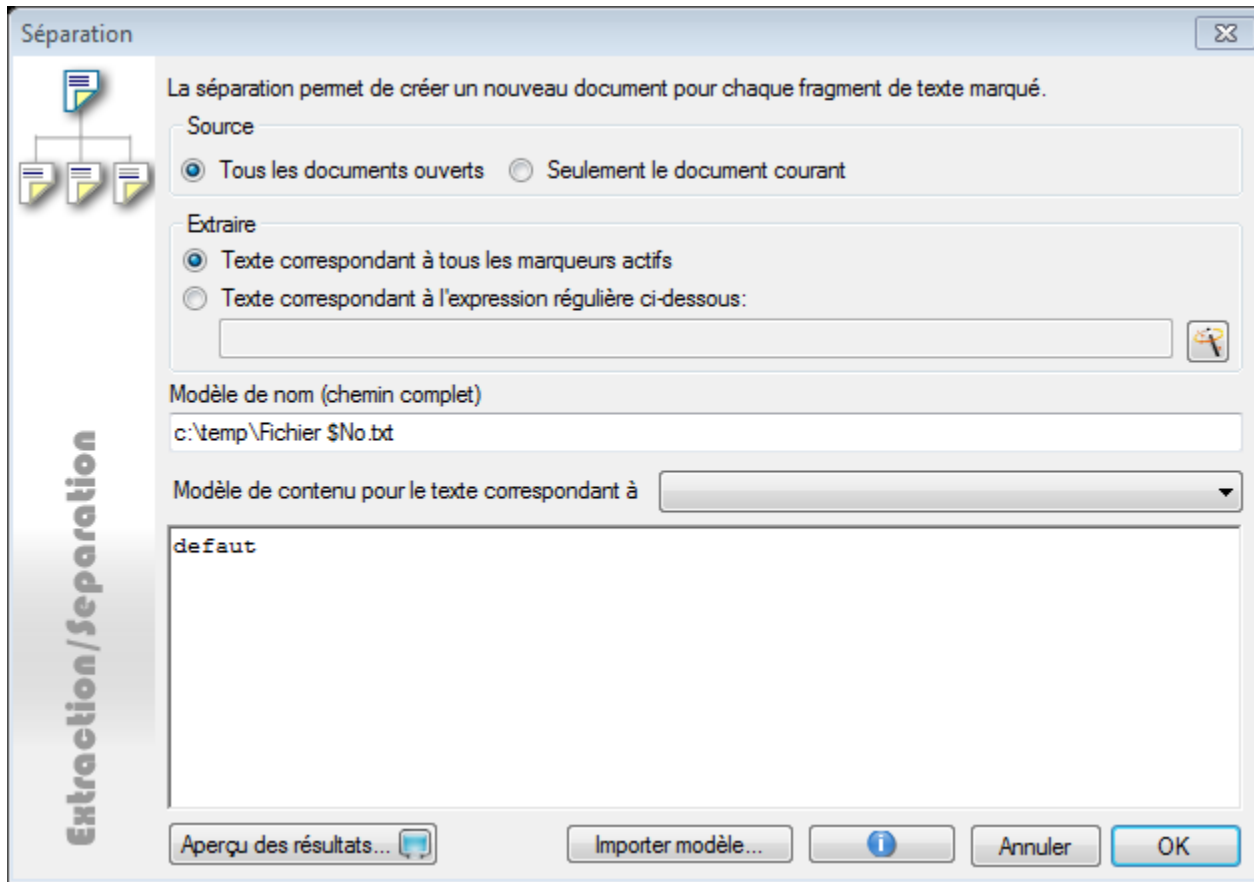 Séparation
La séparation permet de créer un nouveau document pour chaque fragment de texte marqué.
Source
Tous les documents ouverts Seulement le document courant
Extraire
Texte correspondant à tous les marqueurs actifs
Texte correspondant à l'expression régulière ci-dessous:
Modèle de nom (chemin complet)
c:\temp\Fichier $No.txt
Modèle de contenu pour le texte correspondant à
defaut
Extraction/Separation
Aperçu des résultats... Importer modèle... Annuler OK